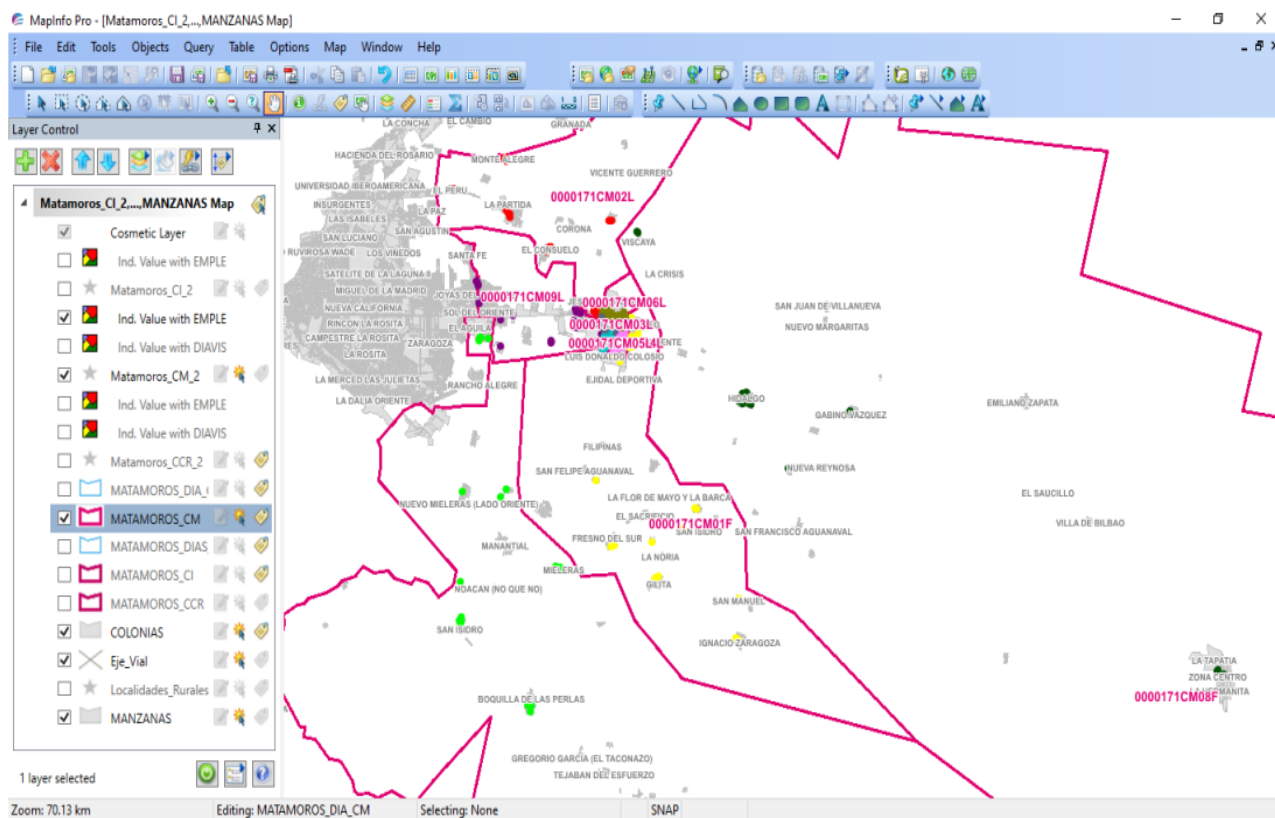 MapInfo Pro - [Matamoros_CI_2,...,MANZANAS Map]
File Edit Tools Objects Query Table Options Map Window Help
Layer Control
Matamoros_CI_2,...,MANZANAS Map
Cosmetic Layer
Ind. Value with EMPLE
Matamoros_CI_2
Ind. Value with EMPLE
Ind. Value with DIAVIS
Matamoros_CM_2
Ind. Value with EMPLE
Ind. Value with DIAVIS
Matamoros_CCR_2
MATAMOROS_DIA_
MATAMOROS_CM
MATAMOROS_DIAS
MATAMOROS_CI
MATAMOROS_CCR
COLONIAS
Eje_Vial
Localidades_Rurales
MANZANAS
1 layer selected
LA CONCHA
EL CAMBIO
GRANADA
HACIENDA DEL ROSARIO
MONTE ALEGRE
VICENTE GUERRERO
UNIVERSIDAD IBEROAMERICANA
EL PERU
0000171CM02L
INSURGENTES
LA PAZ
LA PARTIDA
LAS ISABELES
SAN AGUSTIN
CORONA
SAN LUCIANO
VISCAYA
RUVIROSA WADE
LOS VINEDOS
SANTA FE
EL CONSUELO
SATELITE DE LA LAGUNA II
LA CRISIS
MIGUEL DE LA MADRID
JOYAS DEL
0000171CM09L
0000171CM06L
SAN JUAN DE VILLANUEVA
NUEVA CALIFORNIA
SOL DEL ORIENTE
RINCON LA ROSITA
EL AGUILA
0000171CM03L
NUEVO MARGARITAS
CAMPESTRE LA ROSITA
ZARAGOZA
0000171CM05L4L
LA ROSITA
LUIS DONALDO COLOSIO
LA MERCED LAS JULIETAS
RANCHO ALEGRE
EJIDAL DEPORTIVA
LA DALIA ORIENTE
HIDALGO
GABINO VAZQUEZ
EMILIANO ZAPATA
FILIPINAS
SAN FELIPE AGUANAVAL
NUEVA REYNOSA
NUEVO MIELERAS (LADO ORIENTE)
LA FLOR DE MAYO Y LA BARCA
EL SAUCILLO
EL SACRIFICIO
0000171CM01F
VILLA DE BILBAO
SAN ISIDRO
SAN FRANCISCO AGUANAVAL
MANANTIAL
FRESNO DEL SUR
LA NORIA
MIELERAS
NOACAN (NO QUE NO)
GILITA
SAN MANUEL
SAN ISIDRO
IGNACIO ZARAGOZA
LA TAPATIA
ZONA CENTRO
0000171CM08F
BOQUILLA DE LAS PERLAS
GREGORIO GARCÍA (EL TACONAZO)
TEJABAN DEL ESFUERZO
Zoom: 70.13 km Editing: MATAMOROS_DIA_CM Selecting: None SNAP